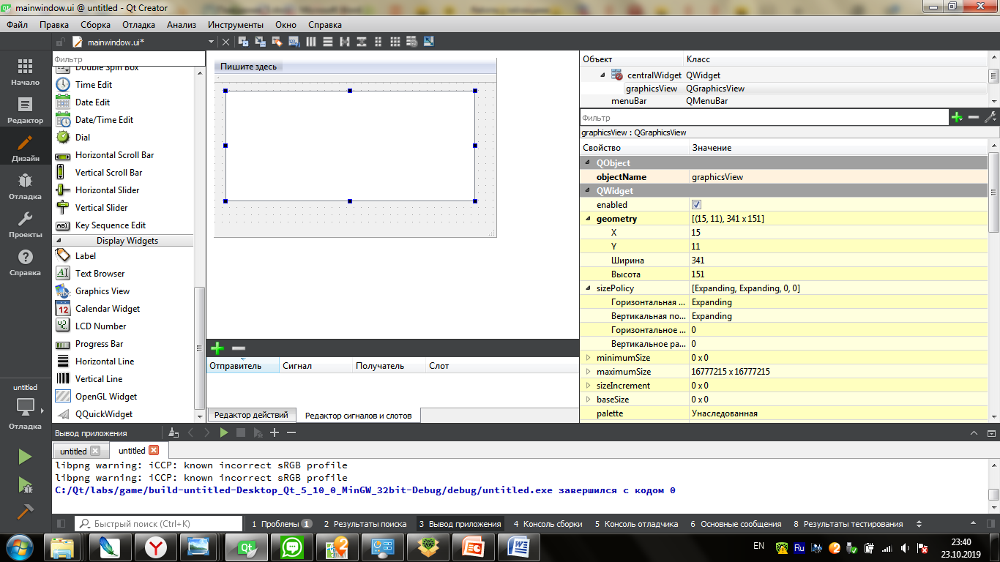 mainwindow.ui @ untitled - Qt Creator
Файл Правка Сборка Отладка Анализ Инструменты Окно Справка
mainwindow.ui*
Начало
Редактор
Дизайн
Отладка
Проекты
Справка
untitled
Отладка
Фильтр
Double Spin Box
Time Edit
Date Edit
Date/Time Edit
Dial
Horizontal Scroll Bar
Vertical Scroll Bar
Horizontal Slider
Vertical Slider
Key Sequence Edit
Display Widgets
Label
Text Browser
Graphics View
Calendar Widget
LCD Number
Progress Bar
Horizontal Line
Vertical Line
OpenGL Widget
QQuickWidget
Пишите здесь
Отправитель Сигнал Получатель Слот
Редактор действий Редактор сигналов и слотов
Объект Класс
centralWidget QWidget
graphicsView QGraphicsView
menuBar QMenuBar
Фильтр
graphicsView : QGraphicsView
Свойство Значение
QObject
objectName graphicsView
QWidget
enabled
geometry [(15, 11), 341 x 151]
X 15
Y 11
Ширина 341
Высота 151
sizePolicy [Expanding, Expanding, 0, 0]
Горизонтальная ... Expanding
Вертикальная по... Expanding
Горизонтальное ... 0
Вертикальное ра... 0
minimumSize 0 x 0
maximumSize 16777215 x 16777215
sizeIncrement 0 x 0
baseSize 0 x 0
palette Унаследованная
Вывод приложения
untitled untitled
libpng warning: iCCP: known incorrect sRGB profile
libpng warning: iCCP: known incorrect sRGB profile
C:/Qt/labs/game/build-untitled-Desktop_Qt_5_10_0_MinGW_32bit-Debug/debug/untitled.exe завершился с кодом 0
Быстрый поиск (Ctrl+K) 1 Проблемы 1 2 Результаты поиска 3 Вывод приложения 4 Консоль сборки 5 Консоль отладчика 6 Основные сообщения 8 Результаты тестирования
EN Ru 23:40
23.10.2019